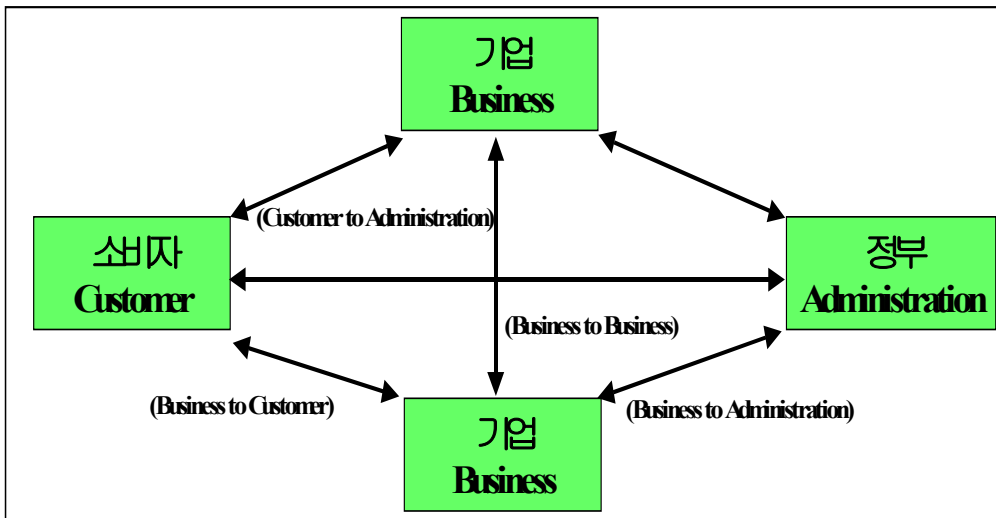 기업
Business
(Customer to Administration)
소비자
Customer
정부
Administration
(Business to Business)
(Business to Customer)
(Business to Administration)
기업
Business